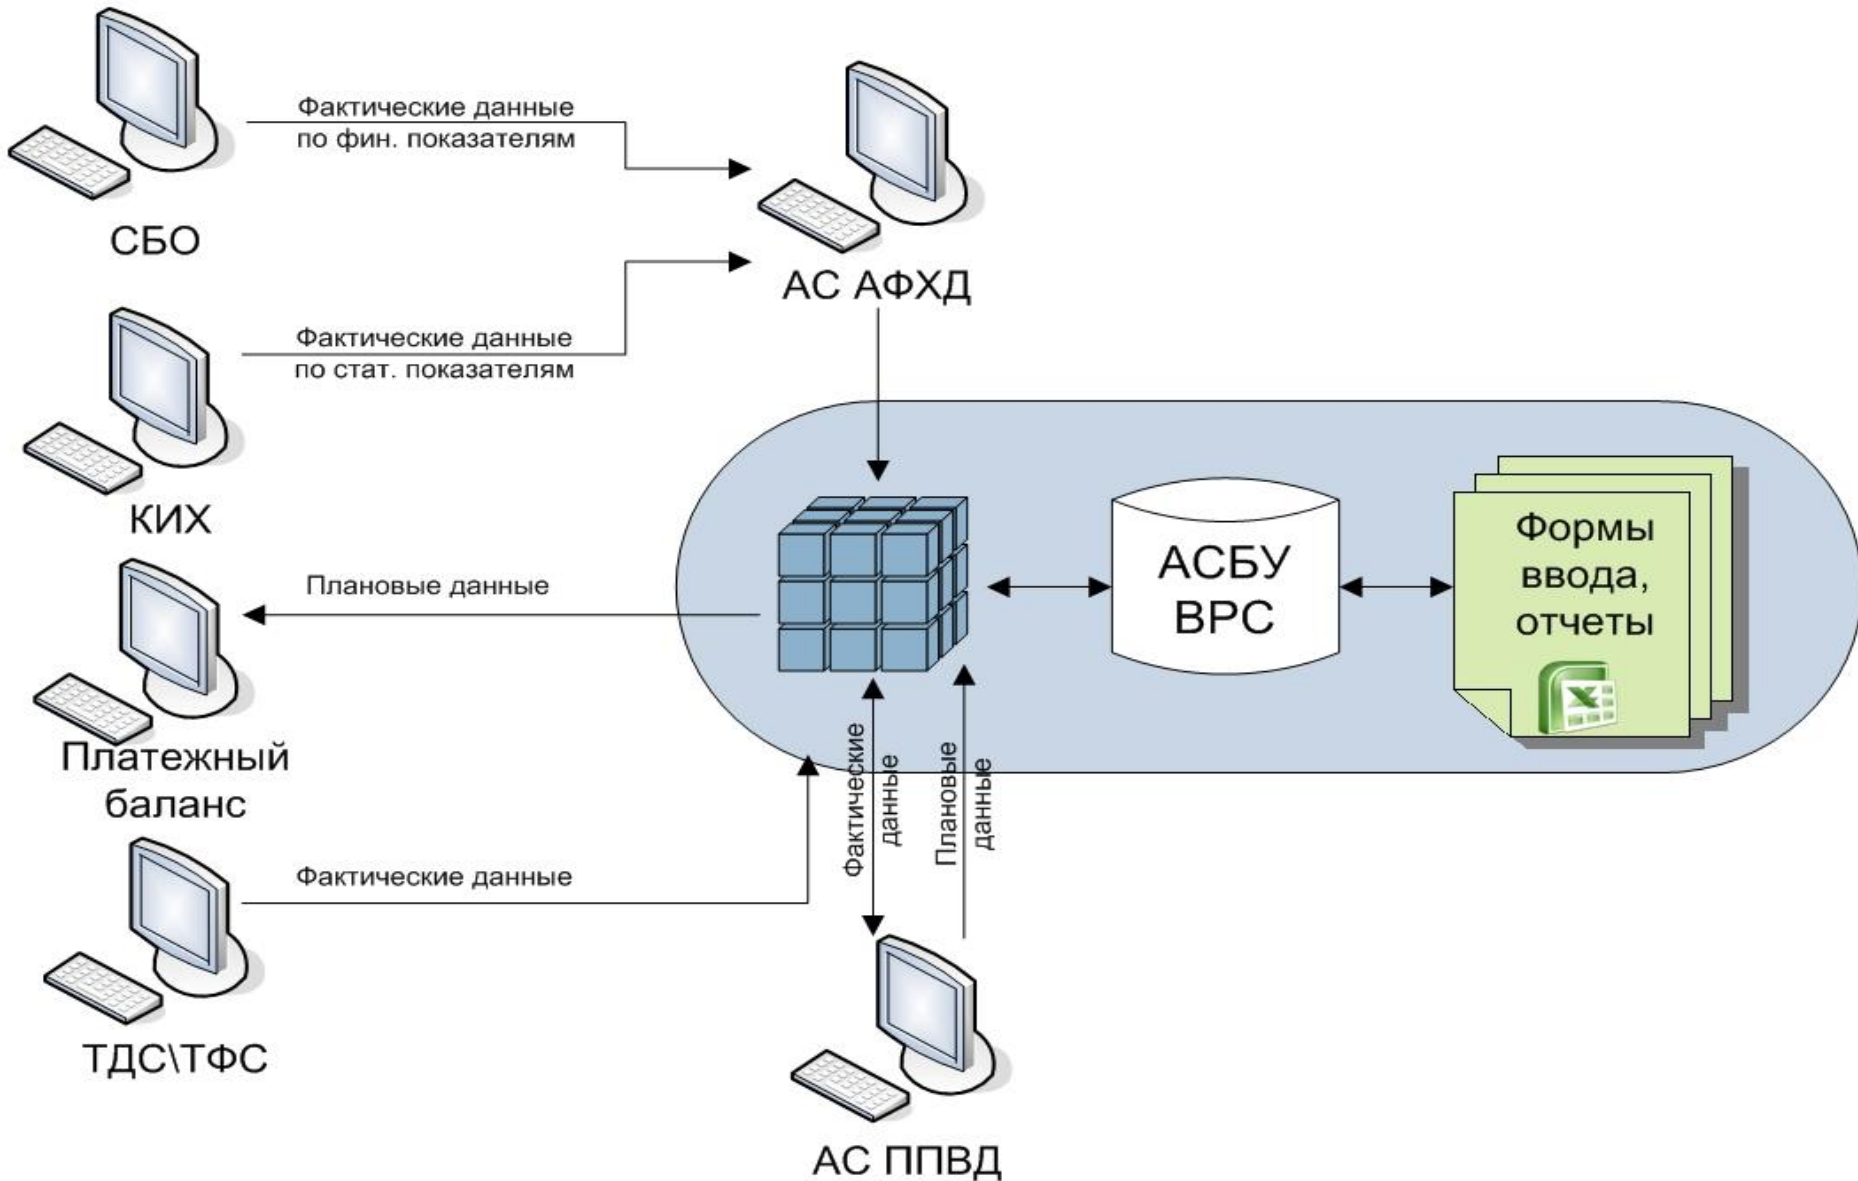 Фактические данные
по фин. показателям
СБО
АС АФХД
Фактические данные
по стат. показателям
КИХ
Плановые данные
Платежный
баланс
Фактические данные
ТДС\ТФС
АСБУ
ВРС
Формы
ввода,
отчеты
Фактические
данные
Плановые
данные
АС ППВД